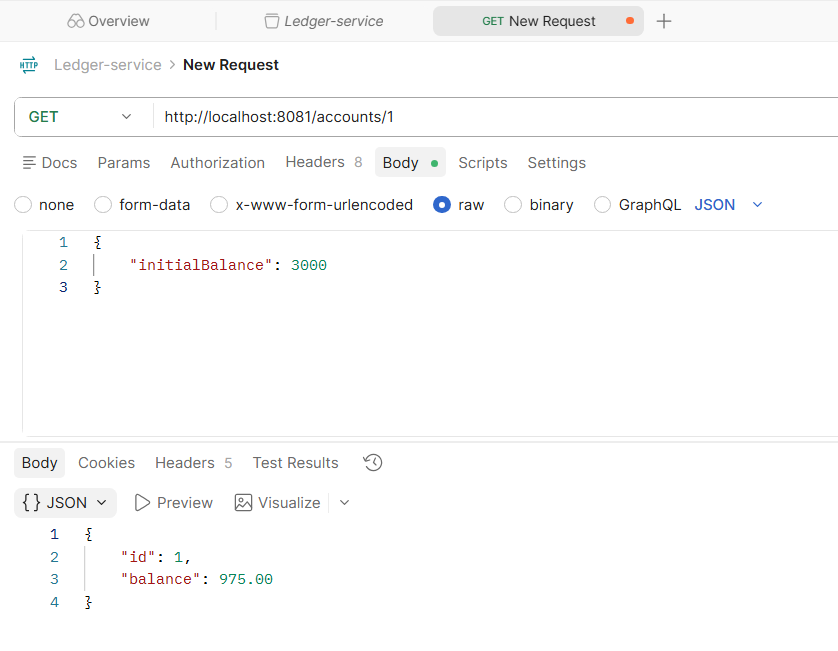 Overview Ledger-service GET New Request
HTTP Ledger-service > New Request
GET http://localhost:8081/accounts/1
Docs Params Authorization Headers 8 Body Scripts Settings
none form-data x-www-form-urlencoded raw binary GraphQL JSON
1 {
2 "initialBalance": 3000
3 }
Body Cookies Headers 5 Test Results
{} JSON Preview Visualize
1 {
2 "id": 1,
3 "balance": 975.00
4 }